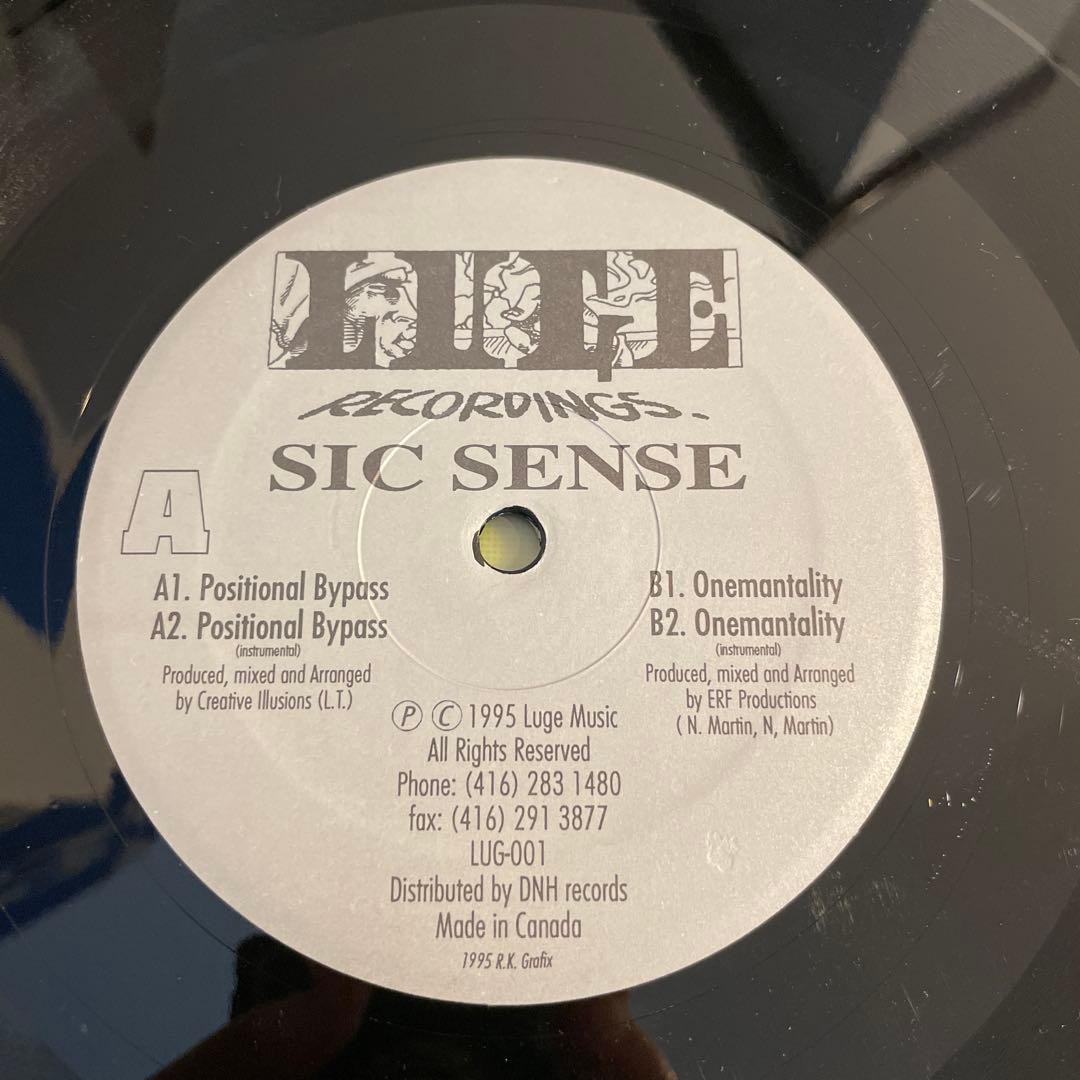 LUGE
RECORDINGS.
SIC SENSE
A
A1. Positional Bypass
A2. Positional Bypass
(instrumental)
Produced, mixed and Arranged
by Creative Illusions (L.T.)
B1. Onemantality
B2. Onemantality
(instrumental)
Produced, mixed and Arranged
by ERF Productions
( N. Martin, N, Martin)
Ⓟ Ⓒ 1995 Luge Music
All Rights Reserved
Phone: (416) 283 1480
fax: (416) 291 3877
LUG-001
Distributed by DNH records
Made in Canada
1995 R.K. Grafix